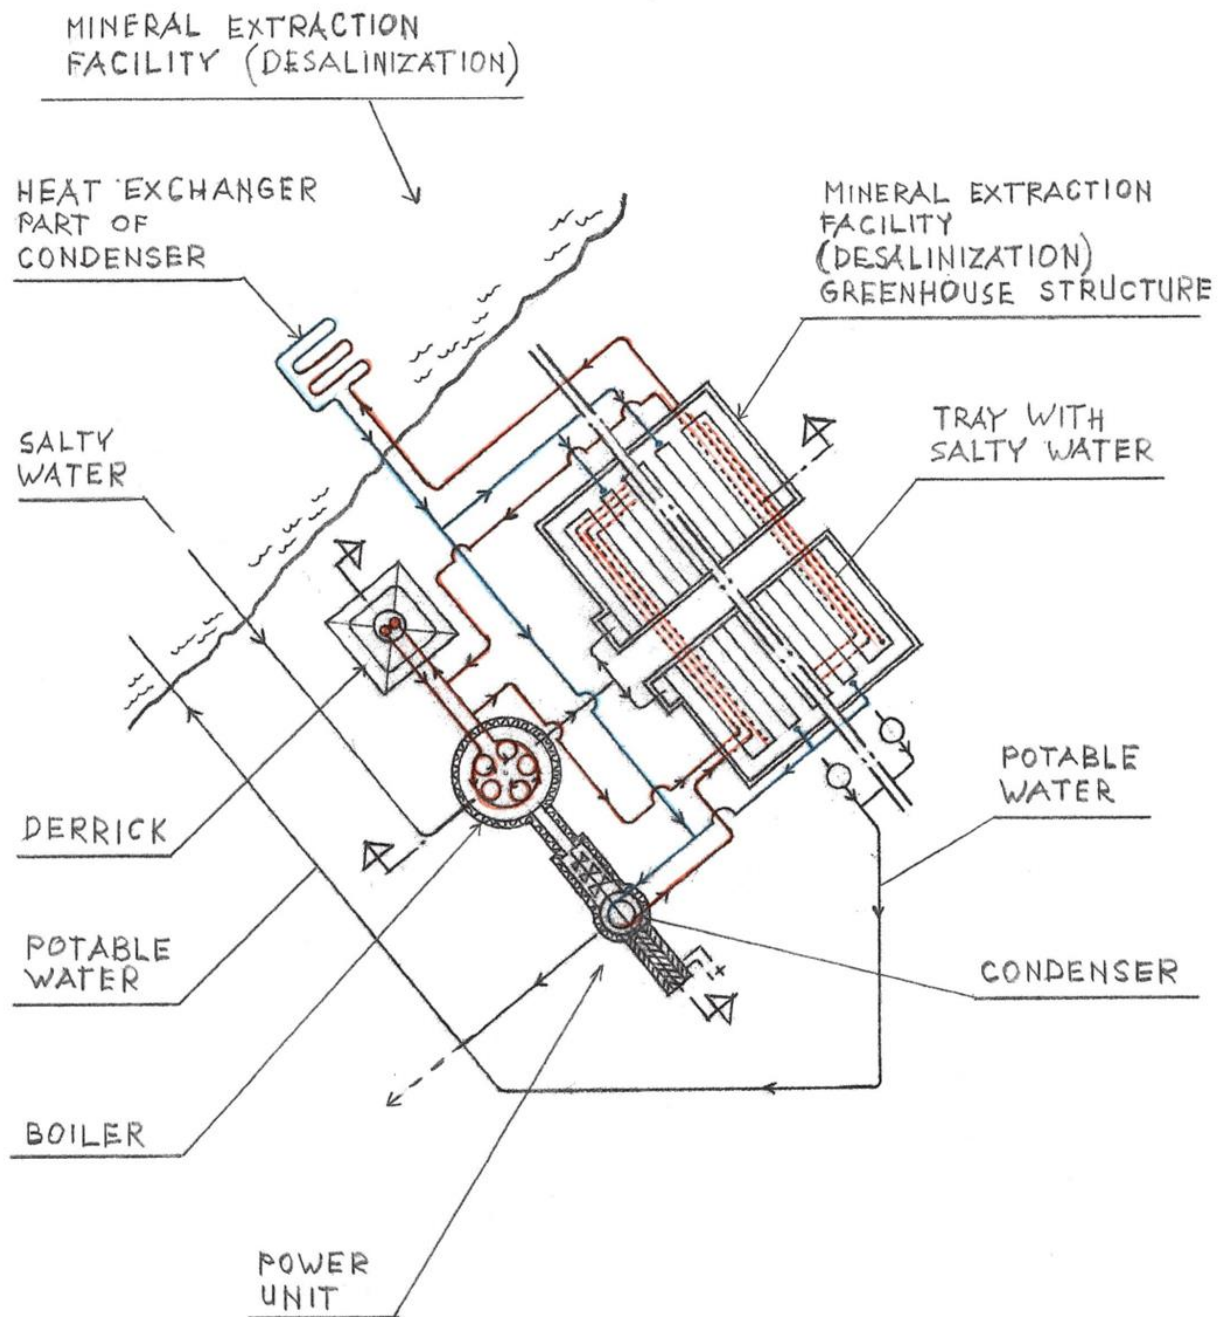 MINERAL EXTRACTION
FACILITY (DESALINIZATION)
HEAT EXCHANGER
PART OF
CONDENSER
MINERAL EXTRACTION
FACILITY
(DESALINIZATION)
GREENHOUSE STRUCTURE
SALTY
WATER
TRAY WITH
SALTY WATER
DERRICK
POTABLE
WATER
POTABLE
WATER
CONDENSER
BOILER
POWER
UNIT